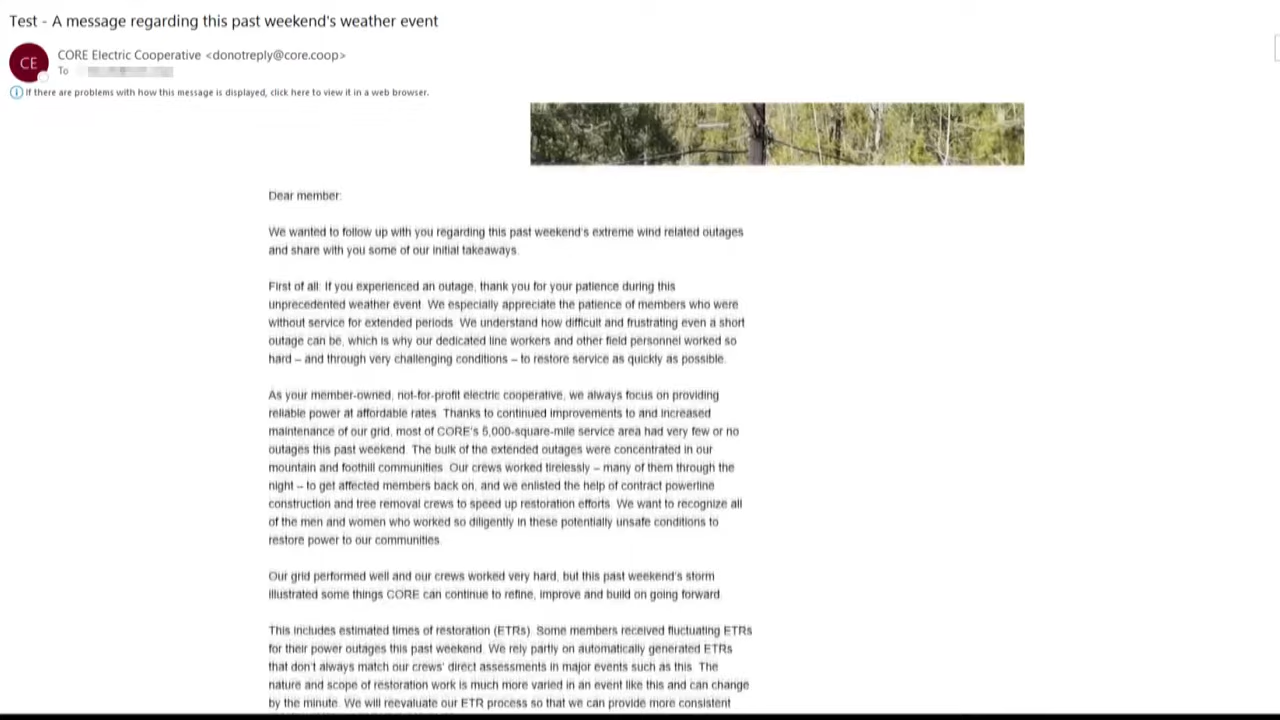 Test - A message regarding this past weekend's weather event
CE
CORE Electric Cooperative <donotreply@core.coop>
To
If there are problems with how this message is displayed, click here to view it in a web browser.
Dear member:
We wanted to follow up with you regarding this past weekend's extreme wind related outages
and share with you some of our initial takeaways.
First of all: If you experienced an outage, thank you for your patience during this
unprecedented weather event. We especially appreciate the patience of members who were
without service for extended periods. We understand how difficult and frustrating even a short
outage can be, which is why our dedicated line workers and other field personnel worked so
hard – and through very challenging conditions – to restore service as quickly as possible.
As your member-owned, not-for-profit electric cooperative, we always focus on providing
reliable power at affordable rates. Thanks to continued improvements to and increased
maintenance of our grid, most of CORE's 5,000-square-mile service area had very few or no
outages this past weekend. The bulk of the extended outages were concentrated in our
mountain and foothill communities. Our crews worked tirelessly – many of them through the
night – to get affected members back on, and we enlisted the help of contract powerline
construction and tree removal crews to speed up restoration efforts. We want to recognize all
of the men and women who worked so diligently in these potentially unsafe conditions to
restore power to our communities.
Our grid performed well and our crews worked very hard, but this past weekend's storm
illustrated some things CORE can continue to refine, improve and build on going forward.
This includes estimated times of restoration (ETRs). Some members received fluctuating ETRs
for their power outages this past weekend. We rely partly on automatically generated ETRs
that don't always match our crews' direct assessments in major events such as this. The
nature and scope of restoration work is much more varied in an event like this and can change
by the minute. We will reevaluate our ETR process so that we can provide more consistent